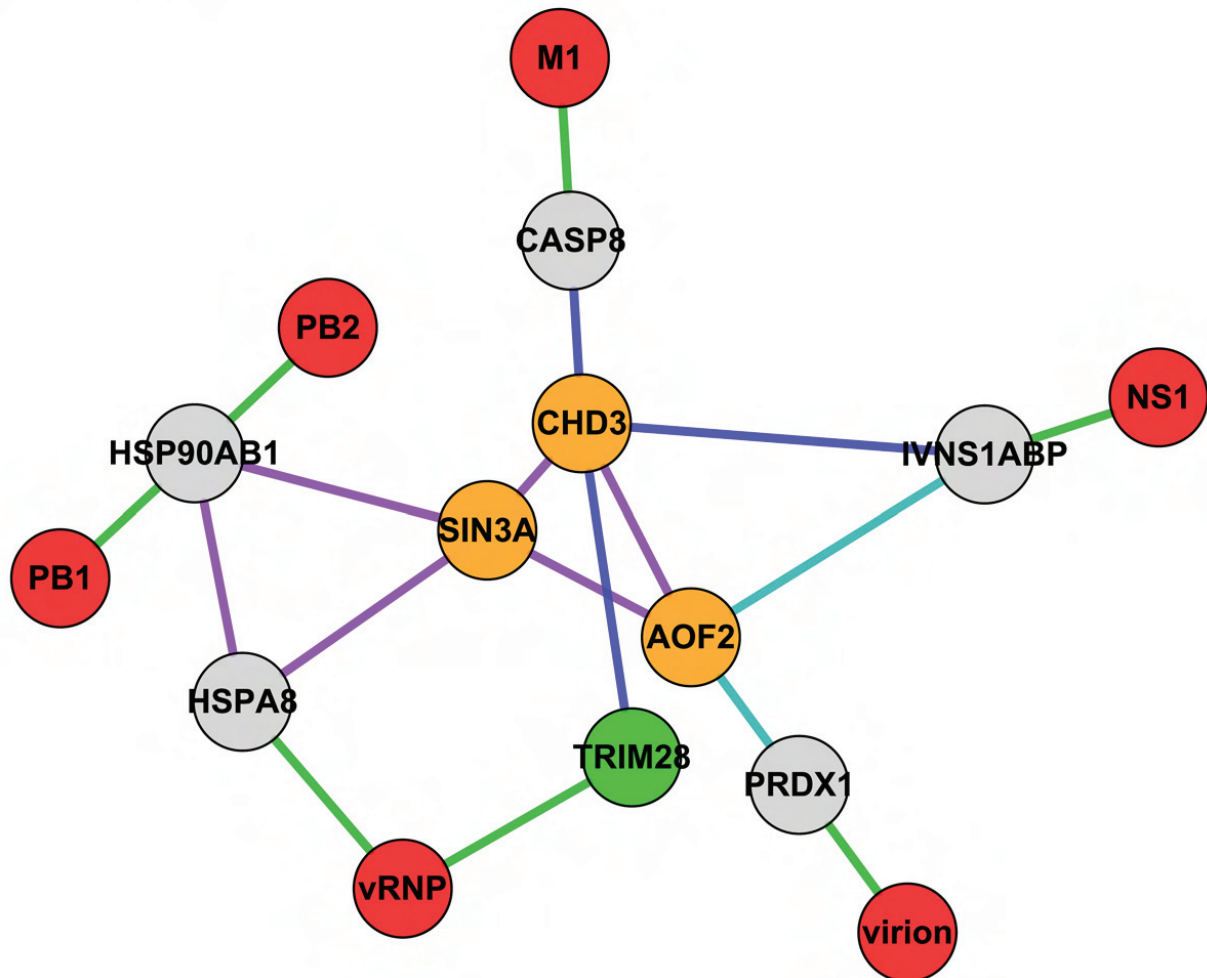 M1
CASP8
PB2
NS1
CHD3
HSP90AB1
IVNS1ABP
SIN3A
PB1
AOF2
HSPA8
TRIM28
PRDX1
vRNP
virion